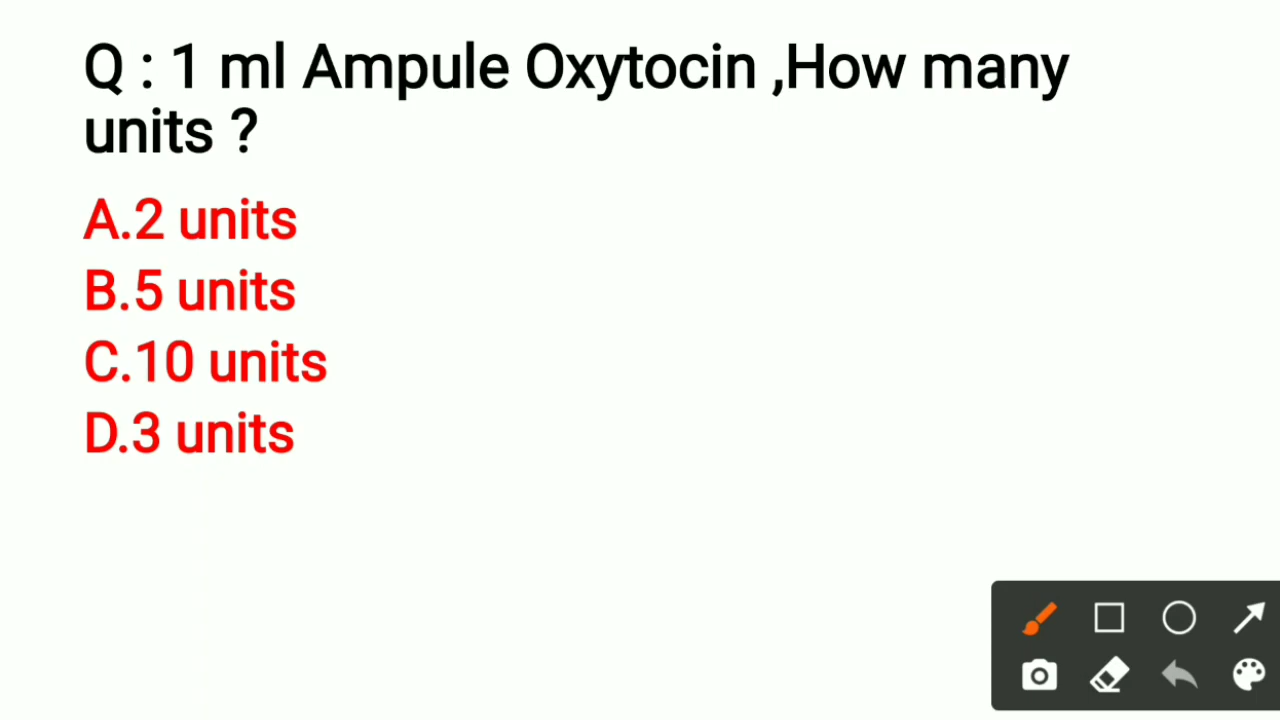 Q : 1 ml Ampule Oxytocin ,How many
units ?
A.2 units
B.5 units
C.10 units
D.3 units